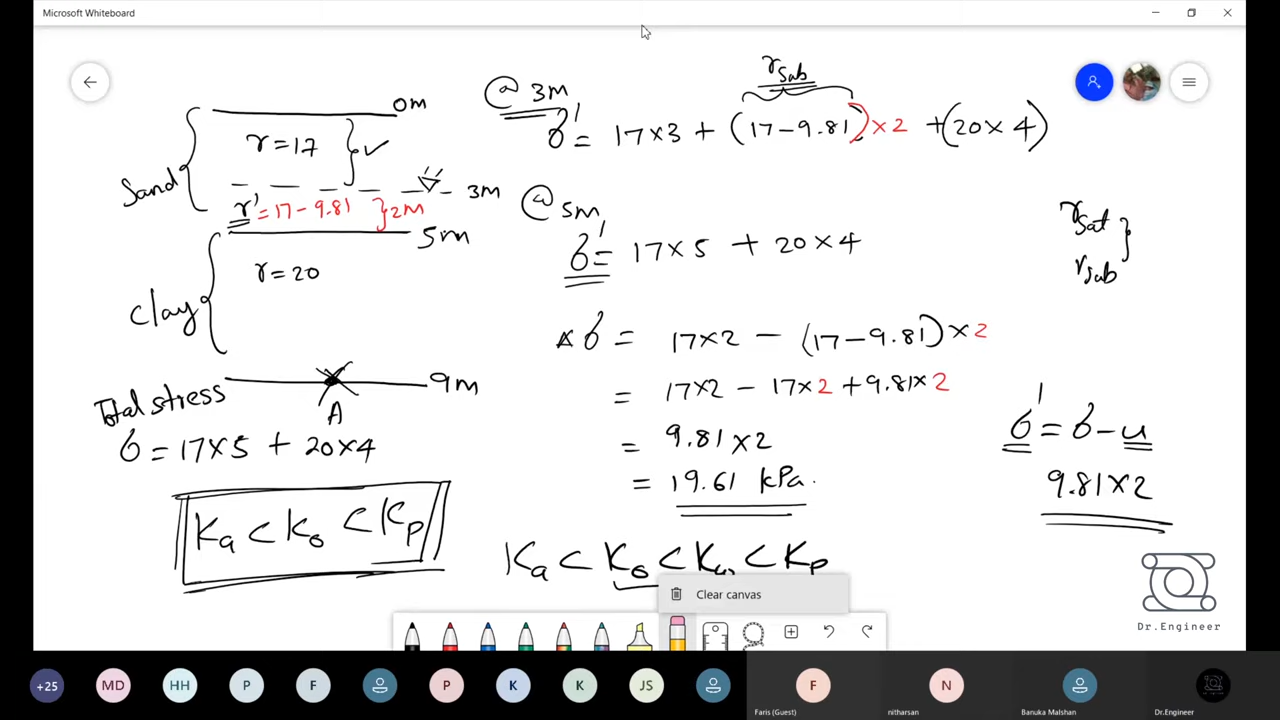 Microsoft Whiteboard
0m
Sand
γ=17
✓
3m
γ'=17-9.81 }2m
5m
Clay
γ=20
9m
A
Total stress
σ=17×5 + 20×4
Ka < Ko < Kp
@ 3m
γsub
σ'= 17×3 + (17-9.81)×2 +(20×4)
@ 5m
σ'= 17×5 + 20×4
Δσ = 17×2 - (17-9.81)×2
= 17×2 - 17×2 +9.81×2
= 9.81×2
= 19.61 kPa.
Ka < Ko < Kw < Kp
γsat
γsub
σ'=σ-u
9.81×2
Clear canvas
Dr.Engineer
+25
MD
HH
P
F
P
K
K
JS
F
N
Faris (Guest)
nitharsan
Banuka Malshan
Dr.Engineer